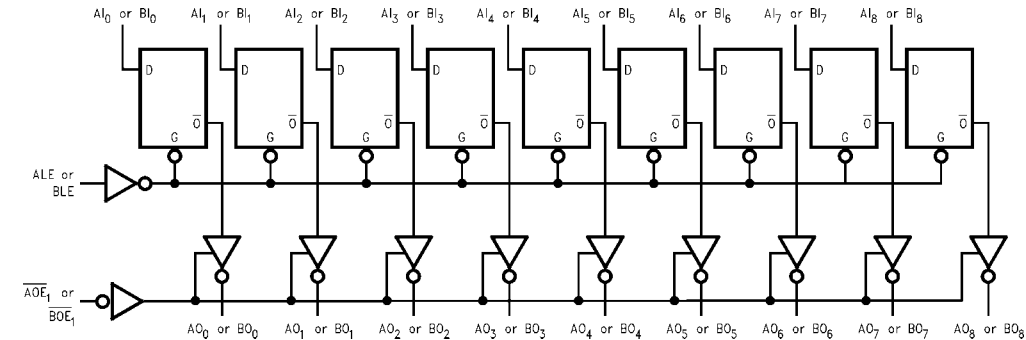 AI₀ or BI₀ AI₁ or BI₁ AI₂ or BI₂ AI₃ or BI₃ AI₄ or BI₄ AI₅ or BI₅ AI₆ or BI₆ AI₇ or BI₇ AI₈ or BI₈
D D D D D D D D D
O̅ O̅ O̅ O̅ O̅ O̅ O̅ O̅ O̅
G G G G G G G G G
ALE or
BLE
A̅O̅E̅₁ or
B̅O̅E̅₁
AO₀ or BO₀ AO₁ or BO₁ AO₂ or BO₂ AO₃ or BO₃ AO₄ or BO₄ AO₅ or BO₅ AO₆ or BO₆ AO₇ or BO₇ AO₈ or BO₈